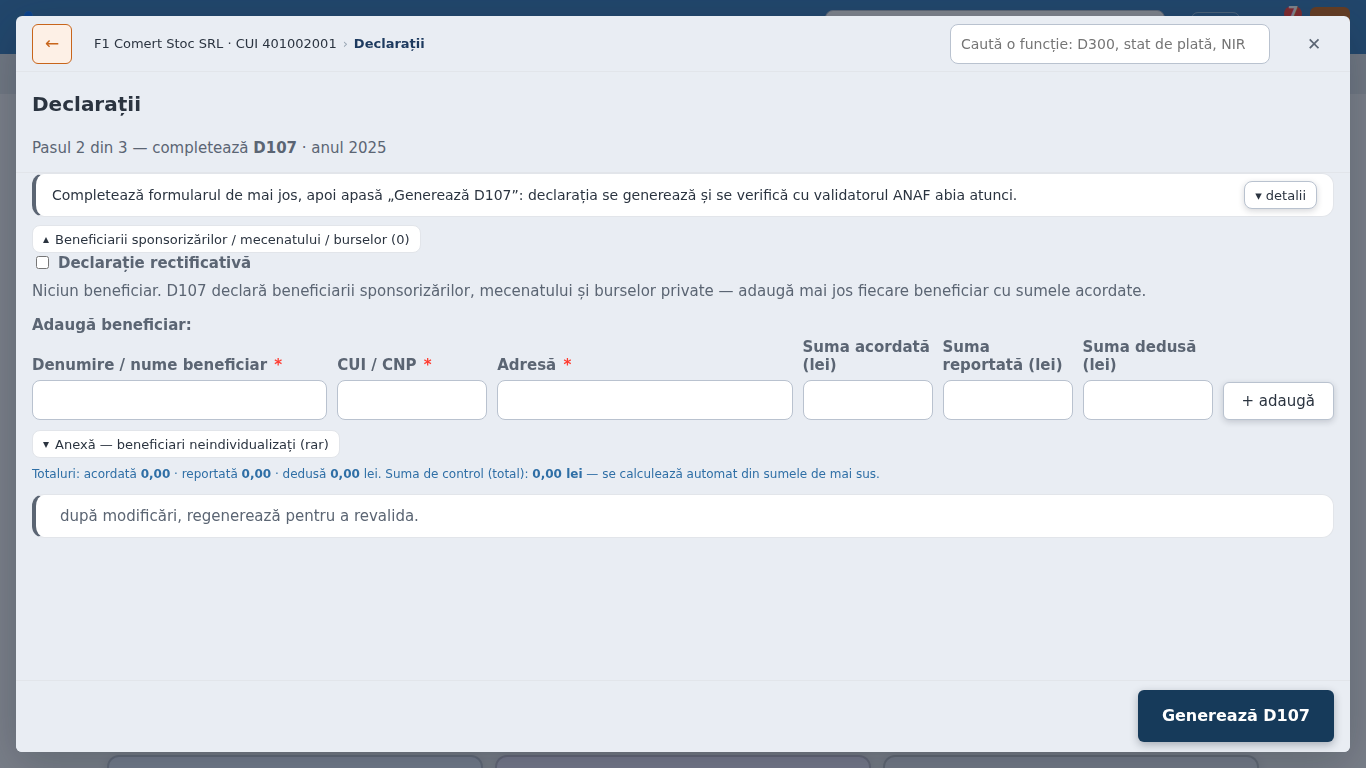 7
←
F1 Comert Stoc SRL · CUI 401002001 › Declarații
Caută o funcție: D300, stat de plată, NIR
✕
Declarații
Pasul 2 din 3 — completează D107 · anul 2025
Completează formularul de mai jos, apoi apasă „Generează D107”: declarația se generează și se verifică cu validatorul ANAF abia atunci.
▾ detalii
▴ Beneficiarii sponsorizărilor / mecenatului / burselor (0)
Declarație rectificativă
Niciun beneficiar. D107 declară beneficiarii sponsorizărilor, mecenatului și burselor private — adaugă mai jos fiecare beneficiar cu sumele acordate.
Adaugă beneficiar:
Denumire / nume beneficiar *
CUI / CNP *
Adresă *
Suma acordată
(lei)
Suma
reportată (lei)
Suma dedusă
(lei)
+ adaugă
▾ Anexă — beneficiari neindividualizați (rar)
Totaluri: acordată 0,00 · reportată 0,00 · dedusă 0,00 lei. Suma de control (total): 0,00 lei — se calculează automat din sumele de mai sus.
după modificări, regenerează pentru a revalida.
Generează D107